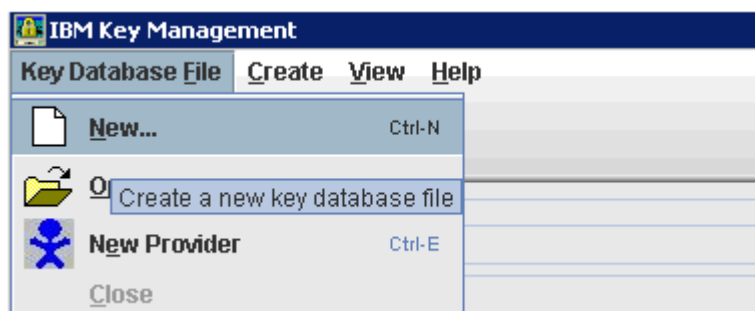 IBM Key Management
Key Database File Create View Help
New... Ctrl-N
Create a new key database file
New Provider Ctrl-E
Close